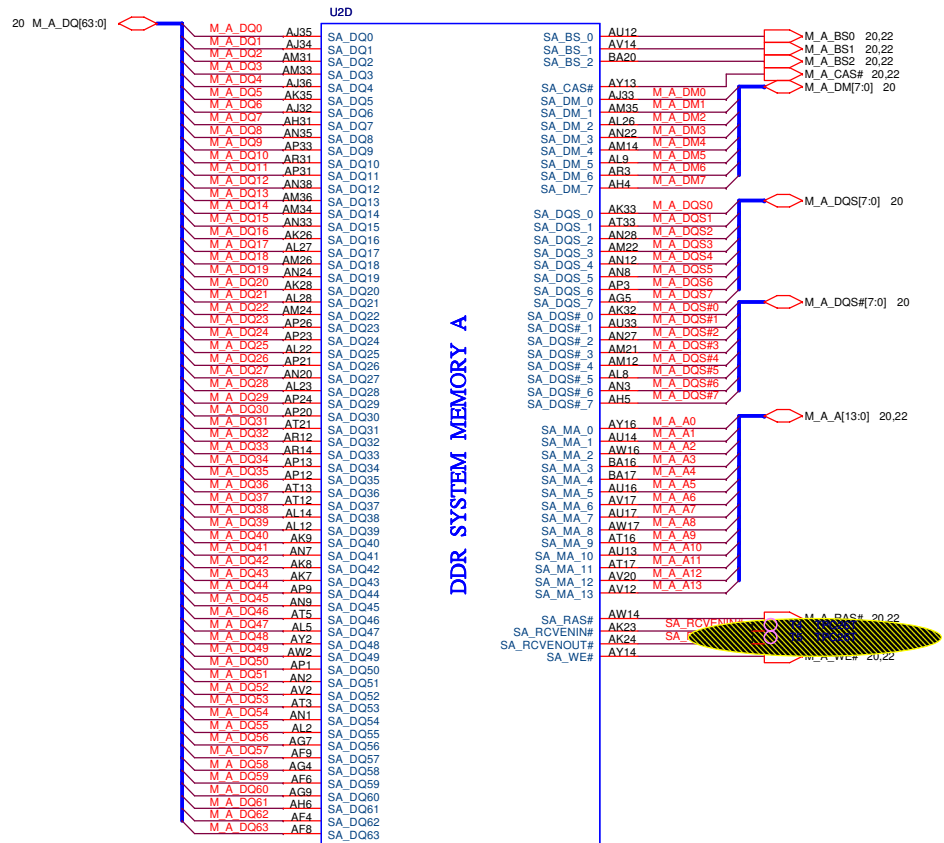 U2D
20 M_A_DQ[63:0]
M_A_DQ0 AJ35 SA_DQ0
M_A_DQ1 AJ34 SA_DQ1
M_A_DQ2 AM31 SA_DQ2
M_A_DQ3 AM33 SA_DQ3
M_A_DQ4 AJ36 SA_DQ4
M_A_DQ5 AK35 SA_DQ5
M_A_DQ6 AJ32 SA_DQ6
M_A_DQ7 AH31 SA_DQ7
M_A_DQ8 AN35 SA_DQ8
M_A_DQ9 AP33 SA_DQ9
M_A_DQ10 AR31 SA_DQ10
M_A_DQ11 AP31 SA_DQ11
M_A_DQ12 AN38 SA_DQ12
M_A_DQ13 AM36 SA_DQ13
M_A_DQ14 AM34 SA_DQ14
M_A_DQ15 AN33 SA_DQ15
M_A_DQ16 AK26 SA_DQ16
M_A_DQ17 AL27 SA_DQ17
M_A_DQ18 AM26 SA_DQ18
M_A_DQ19 AN24 SA_DQ19
M_A_DQ20 AK28 SA_DQ20
M_A_DQ21 AL28 SA_DQ21
M_A_DQ22 AM24 SA_DQ22
M_A_DQ23 AP26 SA_DQ23
M_A_DQ24 AP23 SA_DQ24
M_A_DQ25 AL22 SA_DQ25
M_A_DQ26 AP21 SA_DQ26
M_A_DQ27 AN20 SA_DQ27
M_A_DQ28 AL23 SA_DQ28
M_A_DQ29 AP24 SA_DQ29
M_A_DQ30 AP20 SA_DQ30
M_A_DQ31 AT21 SA_DQ31
M_A_DQ32 AR12 SA_DQ32
M_A_DQ33 AR14 SA_DQ33
M_A_DQ34 AP13 SA_DQ34
M_A_DQ35 AP12 SA_DQ35
M_A_DQ36 AT13 SA_DQ36
M_A_DQ37 AT12 SA_DQ37
M_A_DQ38 AL14 SA_DQ38
M_A_DQ39 AL12 SA_DQ39
M_A_DQ40 AK9 SA_DQ40
M_A_DQ41 AN7 SA_DQ41
M_A_DQ42 AK8 SA_DQ42
M_A_DQ43 AK7 SA_DQ43
M_A_DQ44 AP9 SA_DQ44
M_A_DQ45 AN9 SA_DQ45
M_A_DQ46 AT5 SA_DQ46
M_A_DQ47 AL5 SA_DQ47
M_A_DQ48 AY2 SA_DQ48
M_A_DQ49 AW2 SA_DQ49
M_A_DQ50 AP1 SA_DQ50
M_A_DQ51 AN2 SA_DQ51
M_A_DQ52 AV2 SA_DQ52
M_A_DQ53 AT3 SA_DQ53
M_A_DQ54 AN1 SA_DQ54
M_A_DQ55 AL2 SA_DQ55
M_A_DQ56 AG7 SA_DQ56
M_A_DQ57 AF9 SA_DQ57
M_A_DQ58 AG4 SA_DQ58
M_A_DQ59 AF6 SA_DQ59
M_A_DQ60 AG9 SA_DQ60
M_A_DQ61 AH6 SA_DQ61
M_A_DQ62 AF4 SA_DQ62
M_A_DQ63 AF8 SA_DQ63
DDR SYSTEM MEMORY A
SA_BS_0 AU12 M_A_BS0 20,22
SA_BS_1 AV14 M_A_BS1 20,22
SA_BS_2 BA20 M_A_BS2 20,22
SA_CAS# AY13 M_A_CAS# 20,22
M_A_DM[7:0] 20
SA_DM_0 AJ33 M_A_DM0
SA_DM_1 AM35 M_A_DM1
SA_DM_2 AL26 M_A_DM2
SA_DM_3 AN22 M_A_DM3
SA_DM_4 AM14 M_A_DM4
SA_DM_5 AL9 M_A_DM5
SA_DM_6 AR3 M_A_DM6
SA_DM_7 AH4 M_A_DM7
M_A_DQS[7:0] 20
SA_DQS_0 AK33 M_A_DQS0
SA_DQS_1 AT33 M_A_DQS1
SA_DQS_2 AN28 M_A_DQS2
SA_DQS_3 AM22 M_A_DQS3
SA_DQS_4 AN12 M_A_DQS4
SA_DQS_5 AN8 M_A_DQS5
SA_DQS_6 AP3 M_A_DQS6
SA_DQS_7 AG5 M_A_DQS7
M_A_DQS#[7:0] 20
SA_DQS#_0 AK32 M_A_DQS#0
SA_DQS#_1 AU33 M_A_DQS#1
SA_DQS#_2 AN27 M_A_DQS#2
SA_DQS#_3 AM21 M_A_DQS#3
SA_DQS#_4 AM12 M_A_DQS#4
SA_DQS#_5 AL8 M_A_DQS#5
SA_DQS#_6 AN3 M_A_DQS#6
SA_DQS#_7 AH5 M_A_DQS#7
M_A_A[13:0] 20,22
SA_MA_0 AY16 M_A_A0
SA_MA_1 AU14 M_A_A1
SA_MA_2 AW16 M_A_A2
SA_MA_3 BA16 M_A_A3
SA_MA_4 BA17 M_A_A4
SA_MA_5 AU16 M_A_A5
SA_MA_6 AV17 M_A_A6
SA_MA_7 AU17 M_A_A7
SA_MA_8 AW17 M_A_A8
SA_MA_9 AT16 M_A_A9
SA_MA_10 AU13 M_A_A10
SA_MA_11 AT17 M_A_A11
SA_MA_12 AV20 M_A_A12
SA_MA_13 AV12 M_A_A13
SA_RAS# AW14 M_A_RAS# 20,22
SA_RCVENIN# AK23
SA_RCVENOUT# AK24
SA_WE# AY14 M_A_WE# 20,22